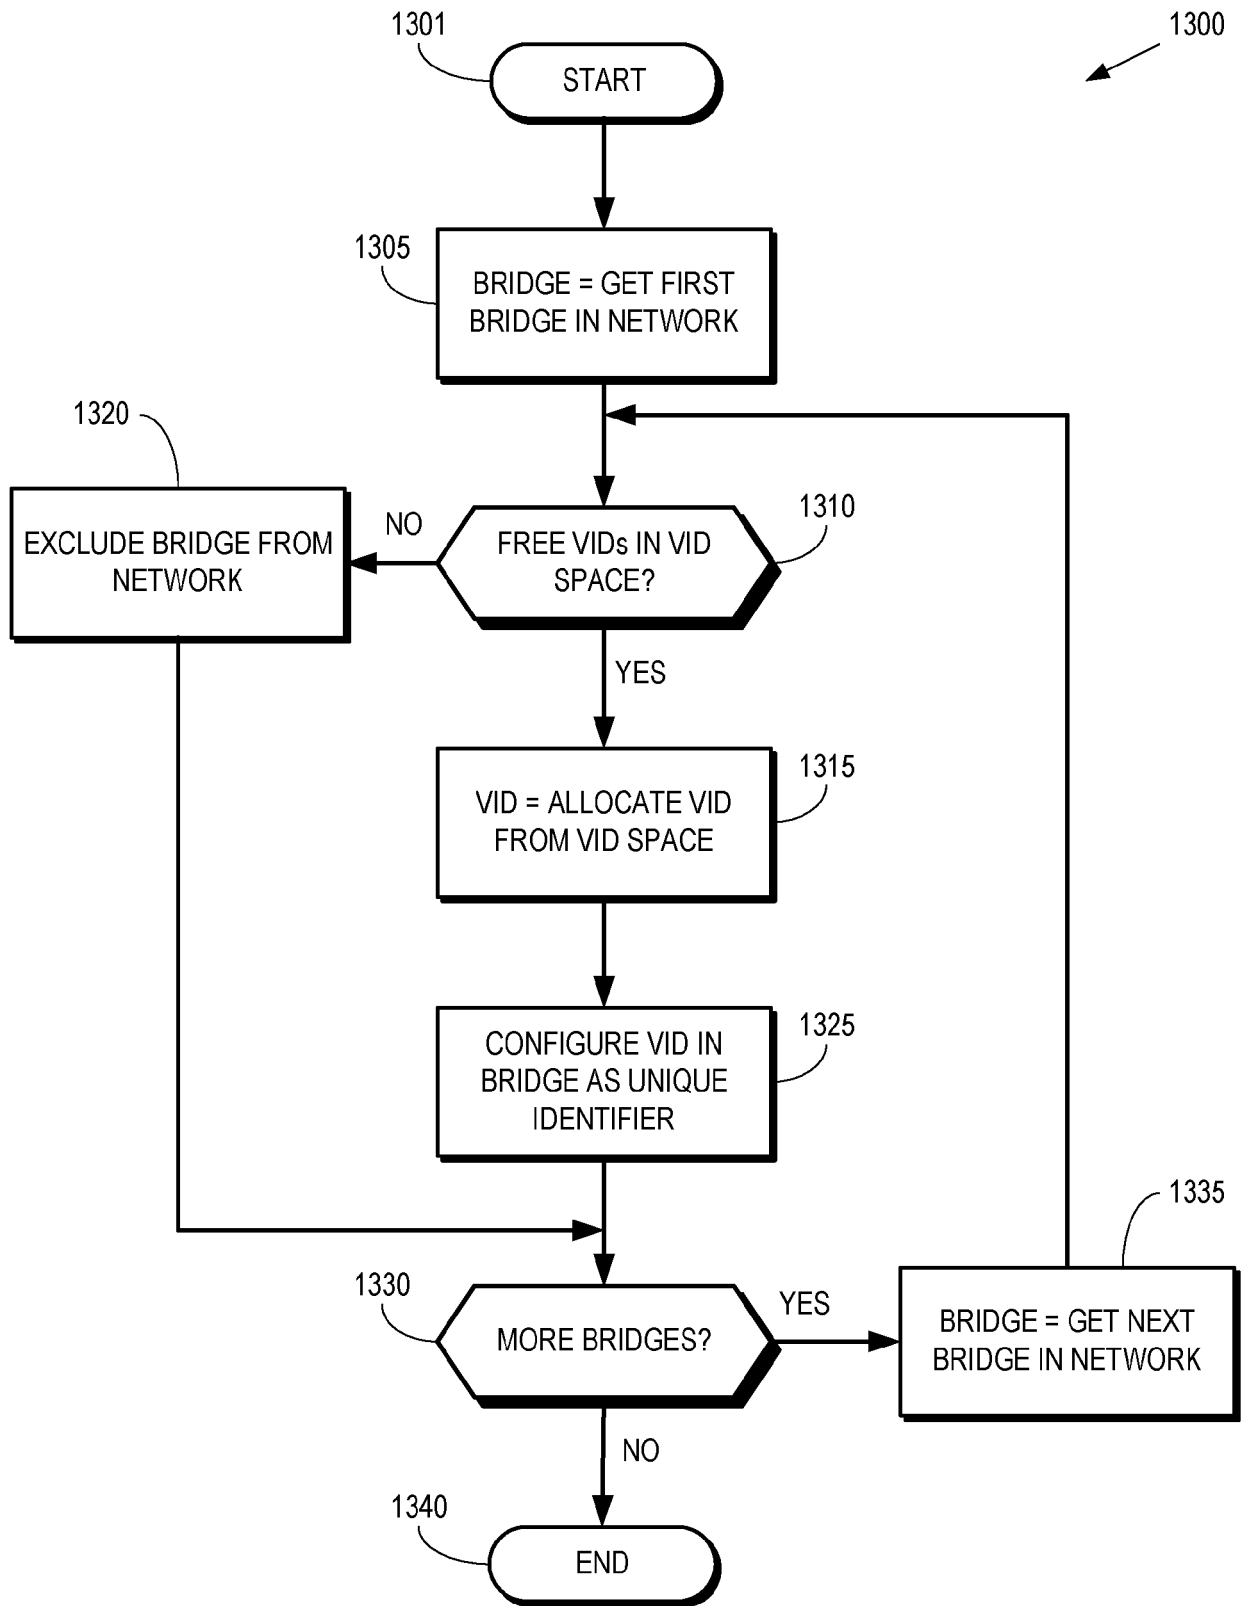 1301
START
1300
1305
BRIDGE = GET FIRST
BRIDGE IN NETWORK
1320
EXCLUDE BRIDGE FROM
NETWORK
NO
1310
FREE VIDs IN VID
SPACE?
YES
1315
VID = ALLOCATE VID
FROM VID SPACE
1325
CONFIGURE VID IN
BRIDGE AS UNIQUE
IDENTIFIER
1330
MORE BRIDGES?
YES
1335
BRIDGE = GET NEXT
BRIDGE IN NETWORK
NO
1340
END